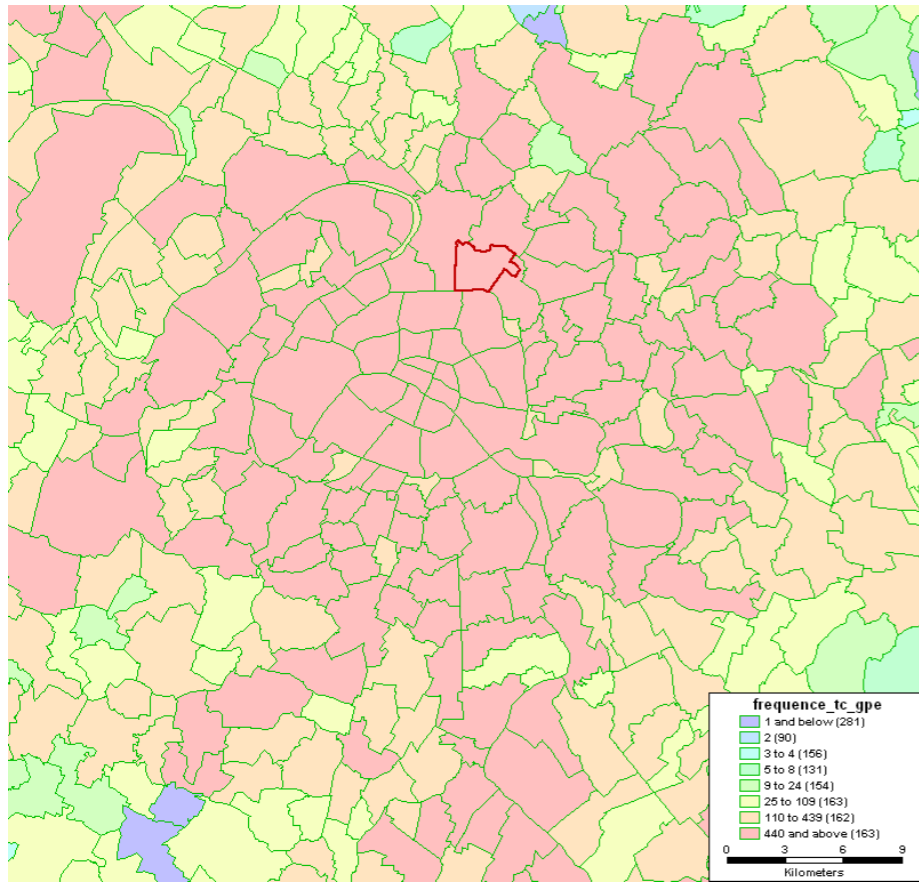 frequence_tc_gpe
1 and below (281)
2 (90)
3 to 4 (156)
5 to 8 (131)
9 to 24 (154)
25 to 109 (163)
110 to 439 (162)
440 and above (163)
0 3 6 9
Kilometers